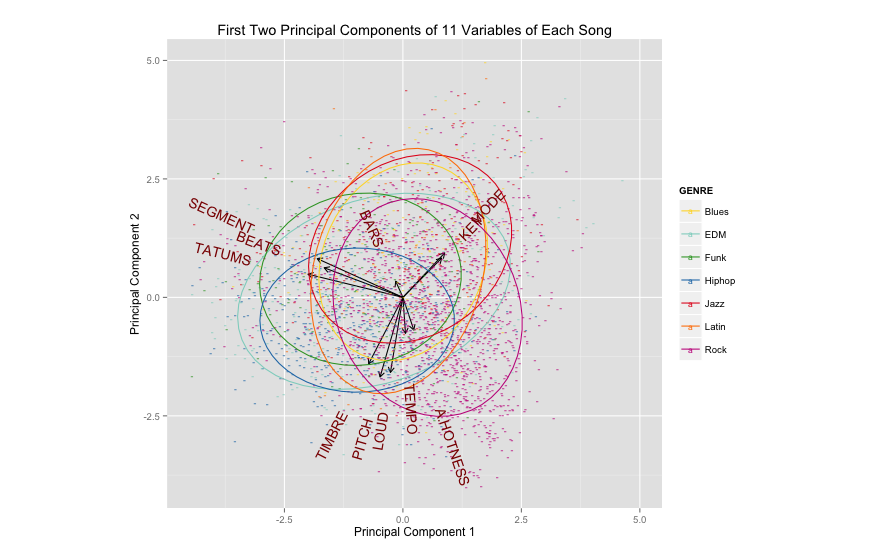 First Two Principal Components of 11 Variables of Each Song
5.0
2.5
0.0
-2.5
Principal Component 2
SEGMENT
BEATS
TATUMS
BARS
TIMBRE
PITCH
LOUD
TEMPO
A.HOTNESS
-2.5
0.0
2.5
5.0
Principal Component 1
GENRE
a Blues
a EDM
a Funk
a Hiphop
a Jazz
a Latin
a Rock